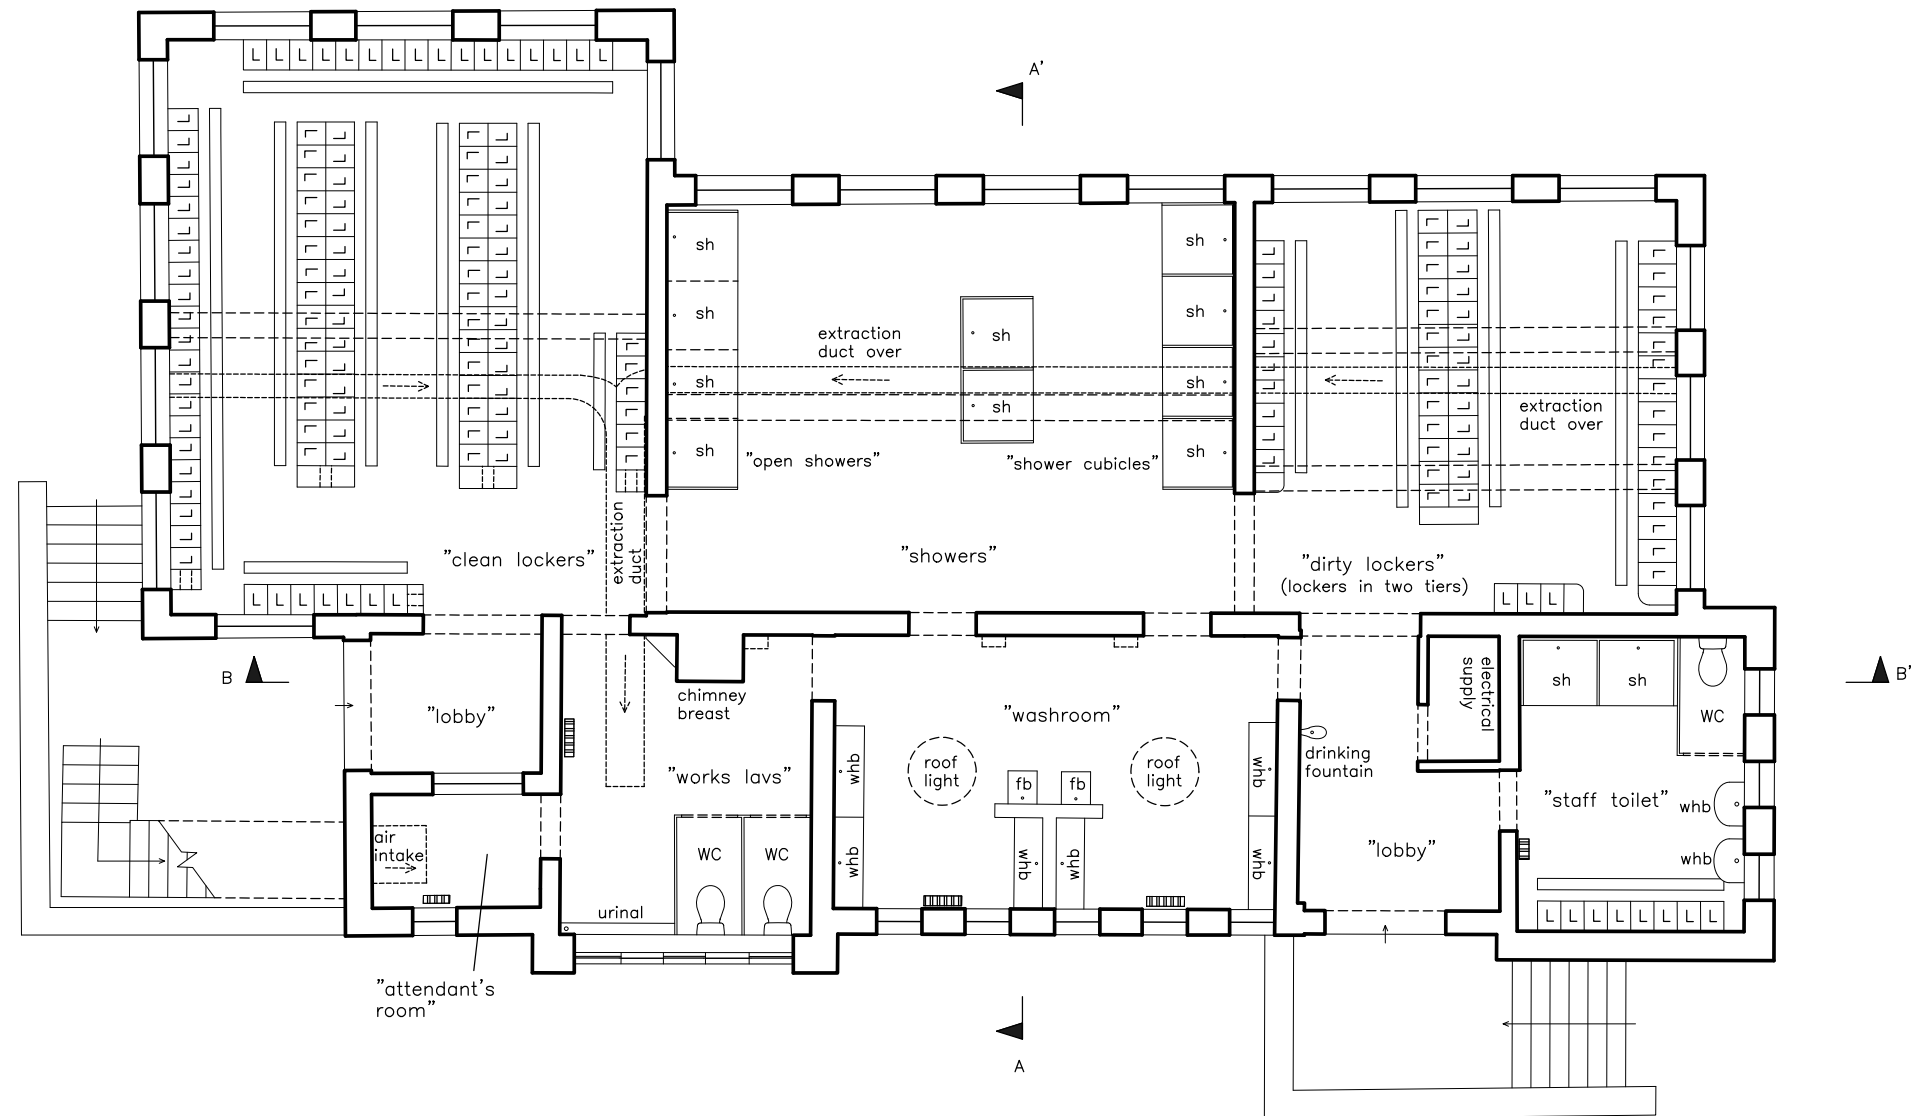 A'
L L L L L L L L L L L L L L L L
sh
sh
sh
sh
"open showers"
extraction
duct over
sh
sh
"shower cubicles"
sh
sh
sh
sh
extraction
duct over
"clean lockers"
extraction
duct
"showers"
"dirty lockers"
(lockers in two tiers)
L L L L L L L
L L L
B
B'
"lobby"
chimney
breast
"works lavs"
"washroom"
roof
light
roof
light
whb
whb
fb
fb
whb
whb
whb
whb
drinking
fountain
electrical
supply
sh
sh
WC
"staff toilet"
whb
whb
"lobby"
air
intake
WC
WC
urinal
L L L L L L L L
"attendant's
room"
A